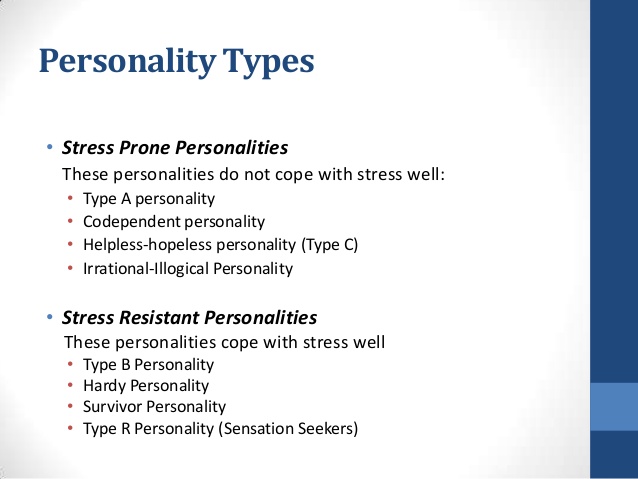 Personality Types
• Stress Prone Personalities
These personalities do not cope with stress well:
• Type A personality
• Codependent personality
• Helpless-hopeless personality (Type C)
• Irrational-Illogical Personality
• Stress Resistant Personalities
These personalities cope with stress well
• Type B Personality
• Hardy Personality
• Survivor Personality
• Type R Personality (Sensation Seekers)